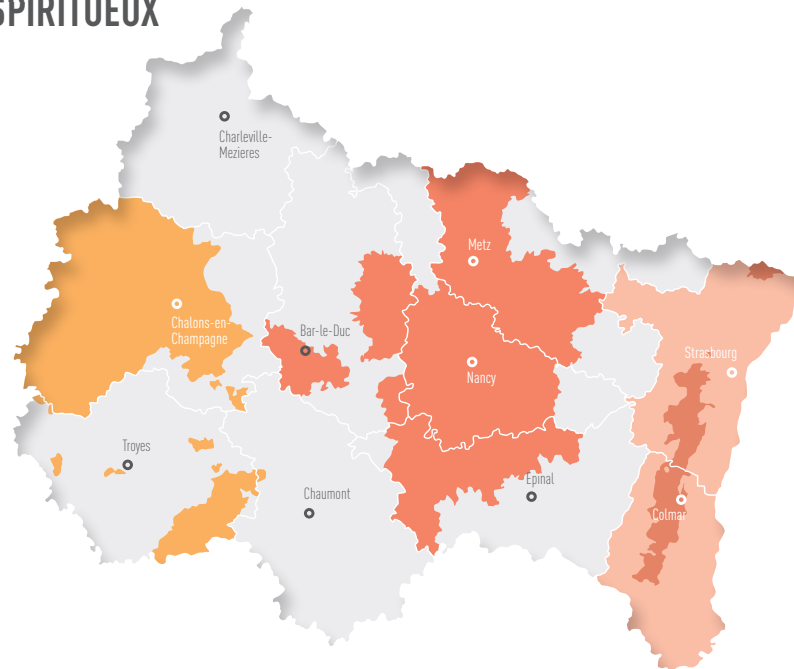 SPIRITUEUX
Charleville-
Mezieres
Metz
Chalons-en-
Champagne
Bar-le-Duc
Strasbourg
Nancy
Troyes
Epinal
Chaumont
Colmar